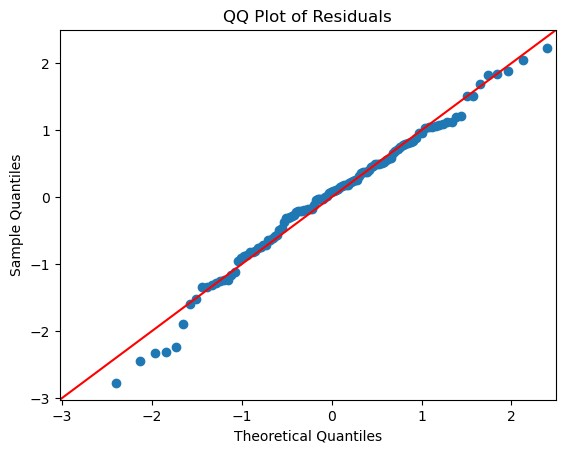 QQ Plot of Residuals
2
1
0
−1
−2
−3
Sample Quantiles
−3 −2 −1 0 1 2
Theoretical Quantiles